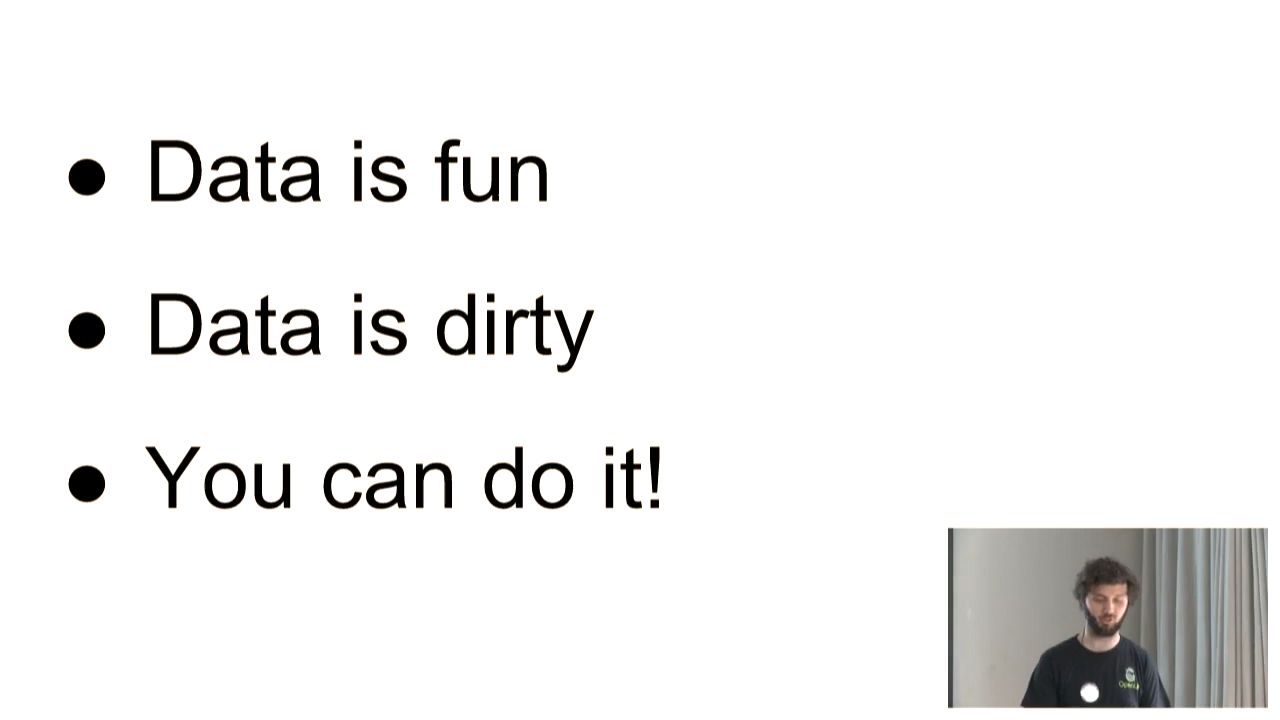 ● Data is fun
● Data is dirty
● You can do it!